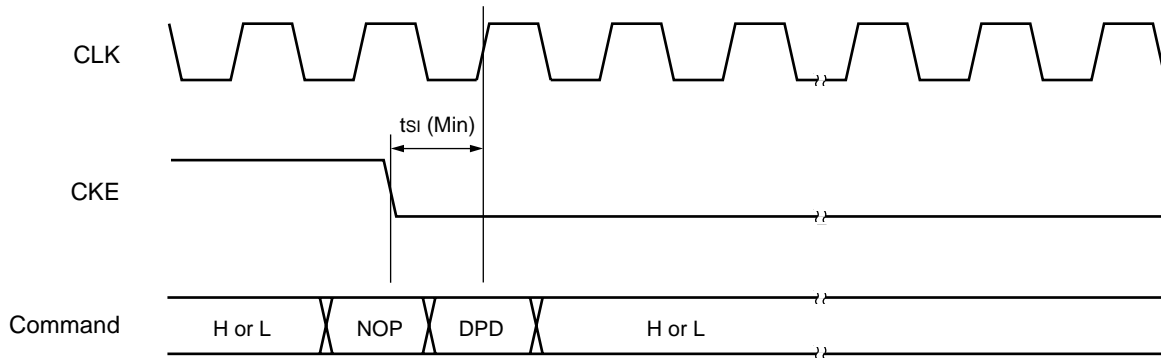 CLK
tSI (Min)
CKE
Command
H or L
NOP
DPD
H or L